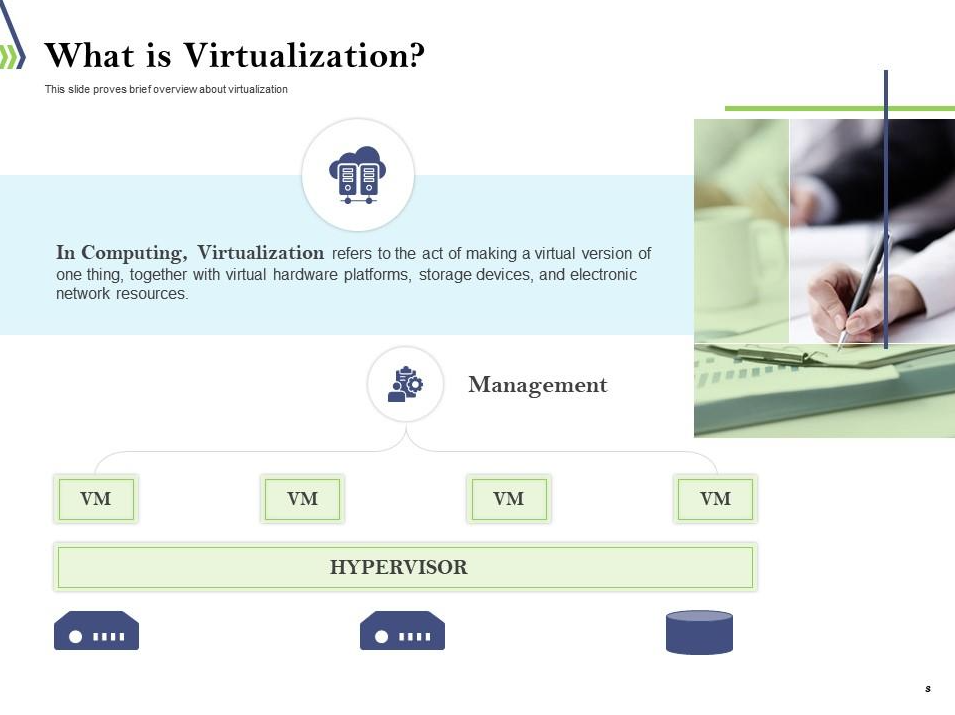 What is Virtualization?
This slide proves brief overview about virtualization
In Computing, Virtualization refers to the act of making a virtual version of
one thing, together with virtual hardware platforms, storage devices, and electronic
network resources.
Management
VM VM VM VM
HYPERVISOR
8